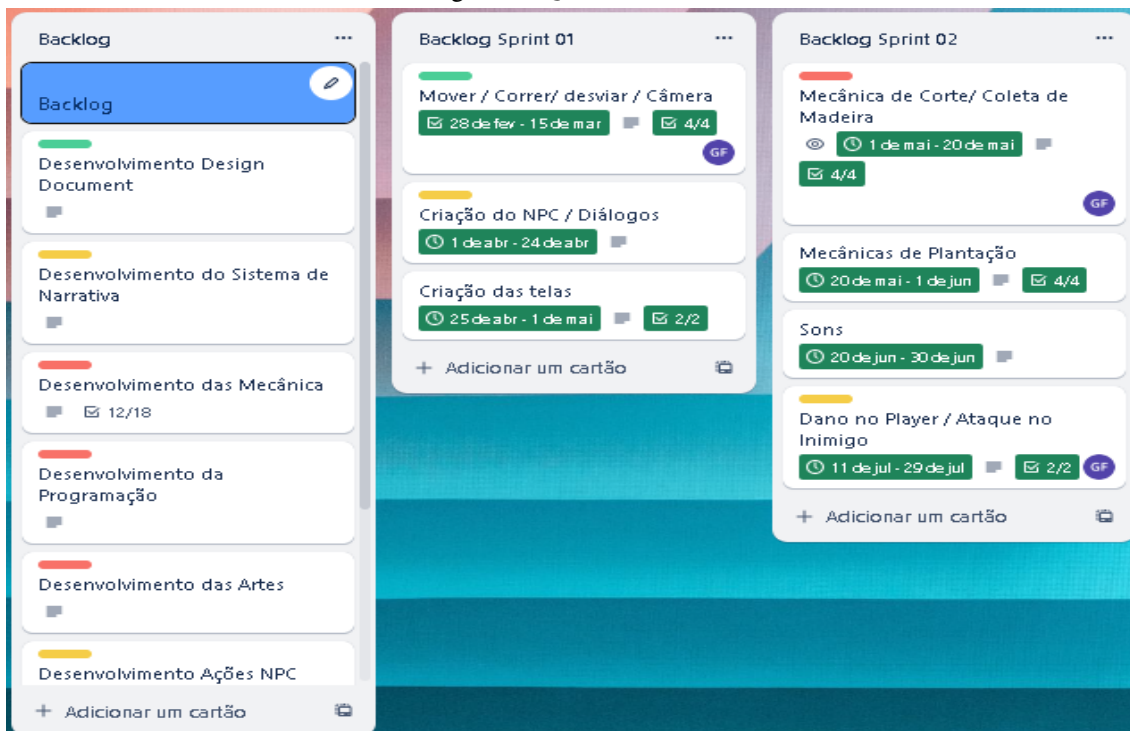 Backlog
Backlog
Desenvolvimento Design
Document
Desenvolvimento do Sistema de
Narrativa
Desenvolvimento das Mecânica
12/18
Desenvolvimento da
Programação
Desenvolvimento das Artes
Desenvolvimento Ações NPC
+ Adicionar um cartão
Backlog Sprint 01
Mover / Correr/ desviar / Câmera
28 de fev - 15 de mar 4/4
GF
Criação do NPC / Diálogos
1 de abr - 24 de abr
Criação das telas
25 de abr - 1 de mai 2/2
+ Adicionar um cartão
Backlog Sprint 02
Mecânica de Corte/ Coleta de
Madeira
1 de mai - 20 de mai
4/4
GF
Mecânicas de Plantação
20 de mai - 1 de jun 4/4
Sons
20 de jun - 30 de jun
Dano no Player / Ataque no
Inimigo
11 de jul - 29 de jul 2/2 GF
+ Adicionar um cartão